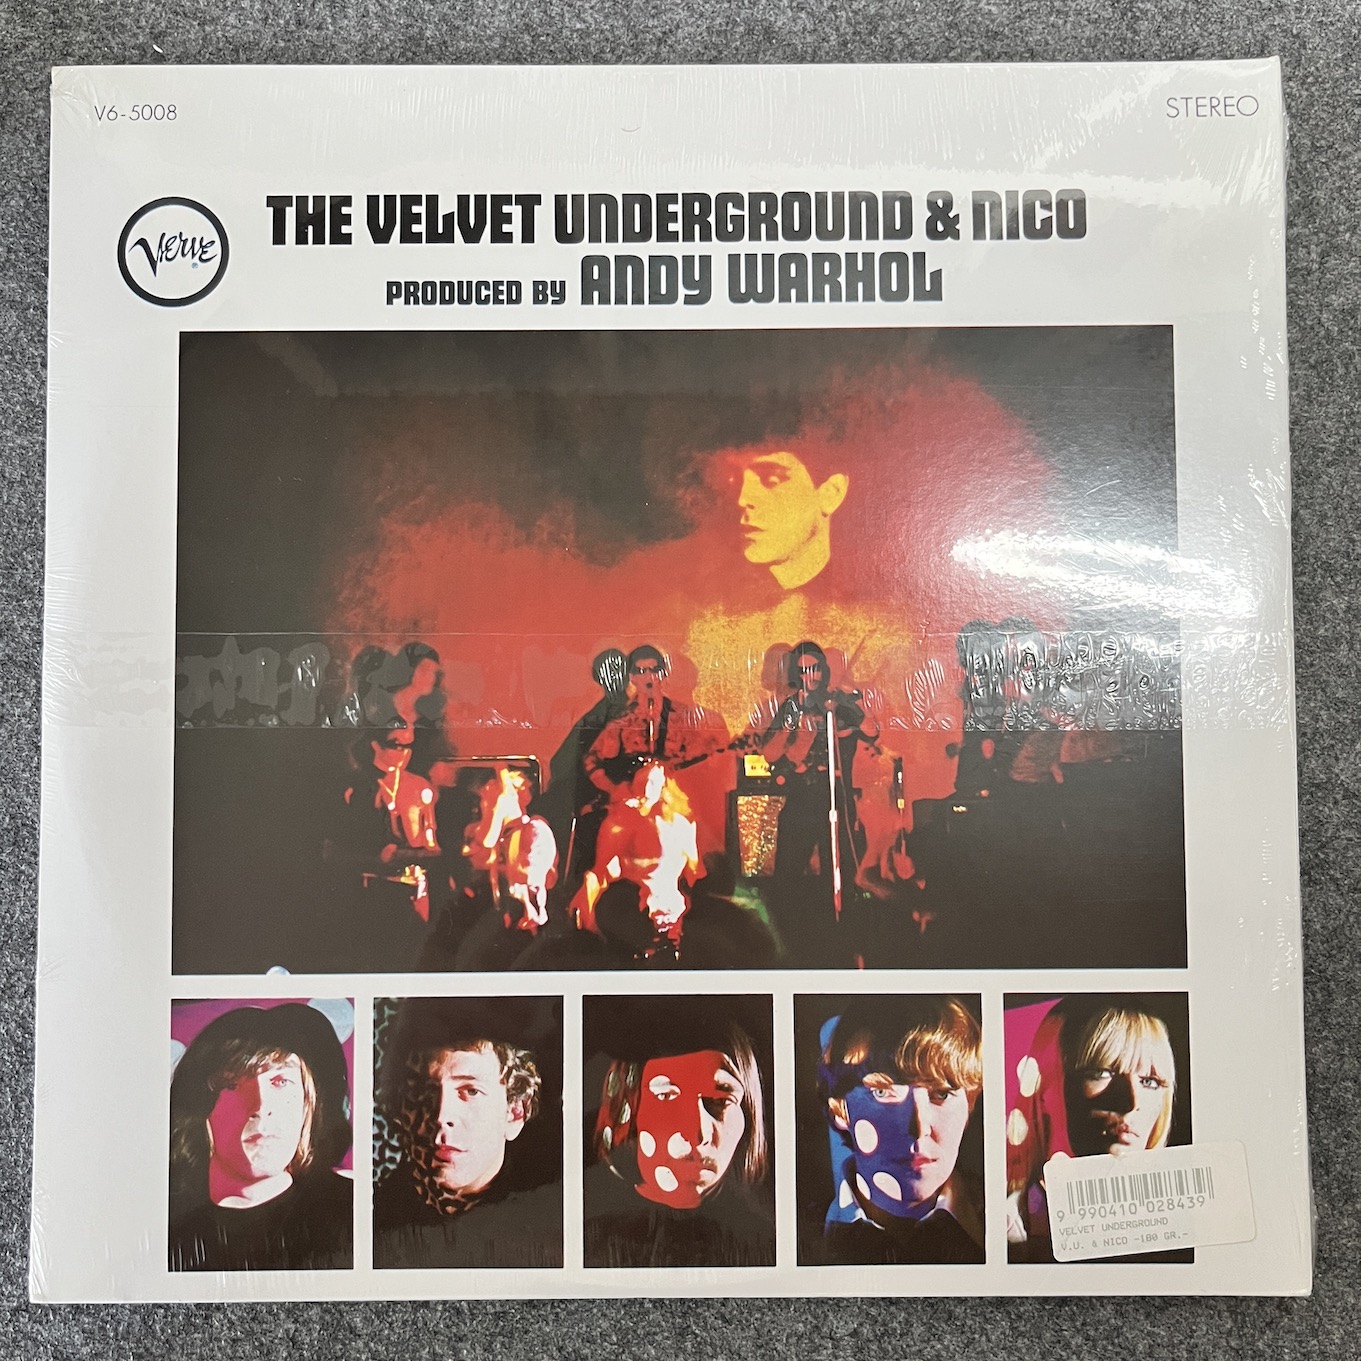 V6-5008
STEREO
Verve
THE VELVET UNDERGROUND & NICO
PRODUCED BY ANDY WARHOL
9 990410 028439
VELVET UNDERGROUND
V.U. & NICO -180 GR.-